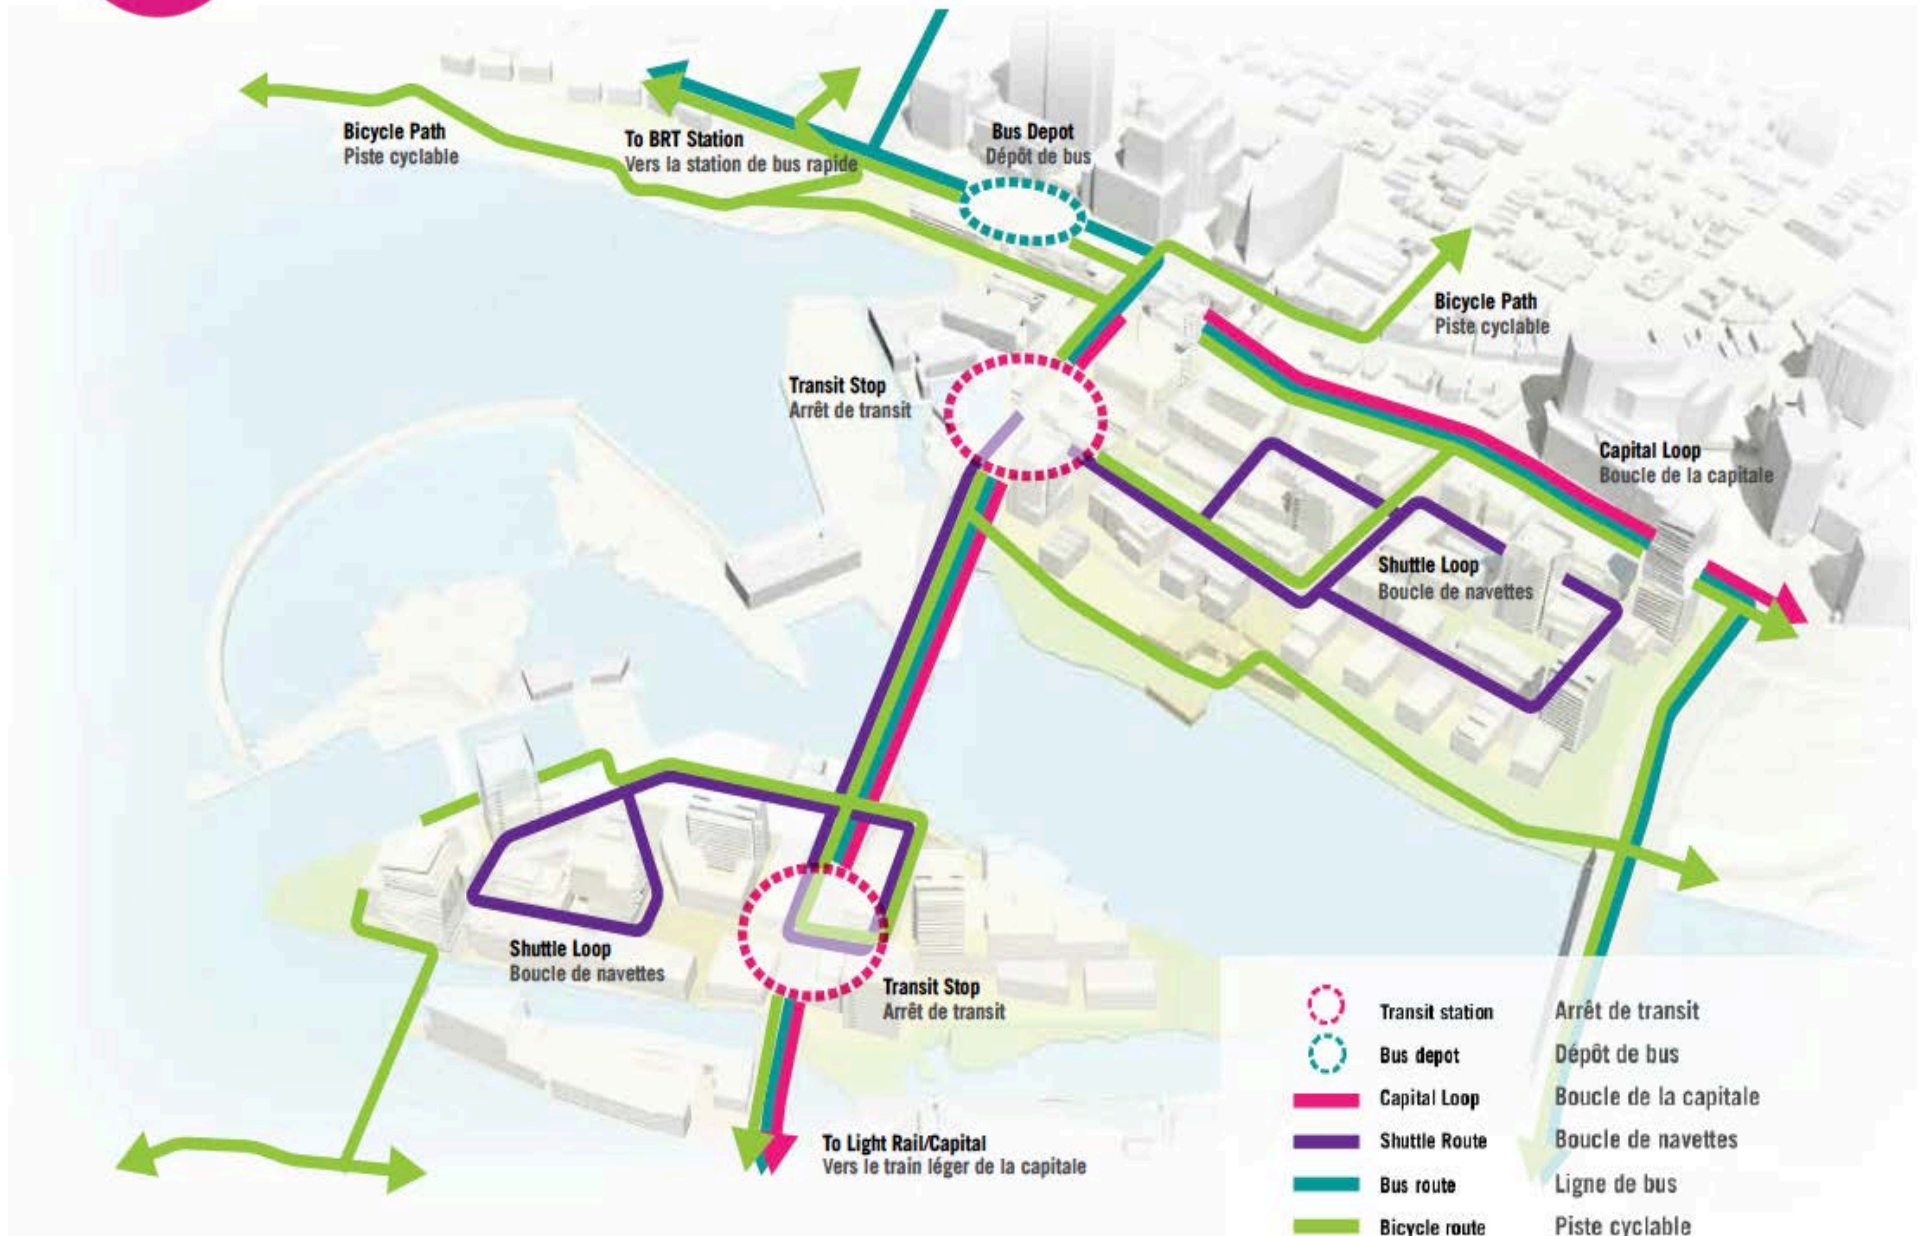 Bicycle Path
Piste cyclable
To BRT Station
Vers la station de bus rapide
Bus Depot
Dépôt de bus
Bicycle Path
Piste cyclable
Transit Stop
Arrêt de transit
Capital Loop
Boucle de la capitale
Shuttle Loop
Boucle de navettes
Shuttle Loop
Boucle de navettes
Transit Stop
Arrêt de transit
To Light Rail/Capital
Vers le train léger de la capitale
Transit station Arrêt de transit
Bus depot Dépôt de bus
Capital Loop Boucle de la capitale
Shuttle Route Boucle de navettes
Bus route Ligne de bus
Bicycle route Piste cyclable